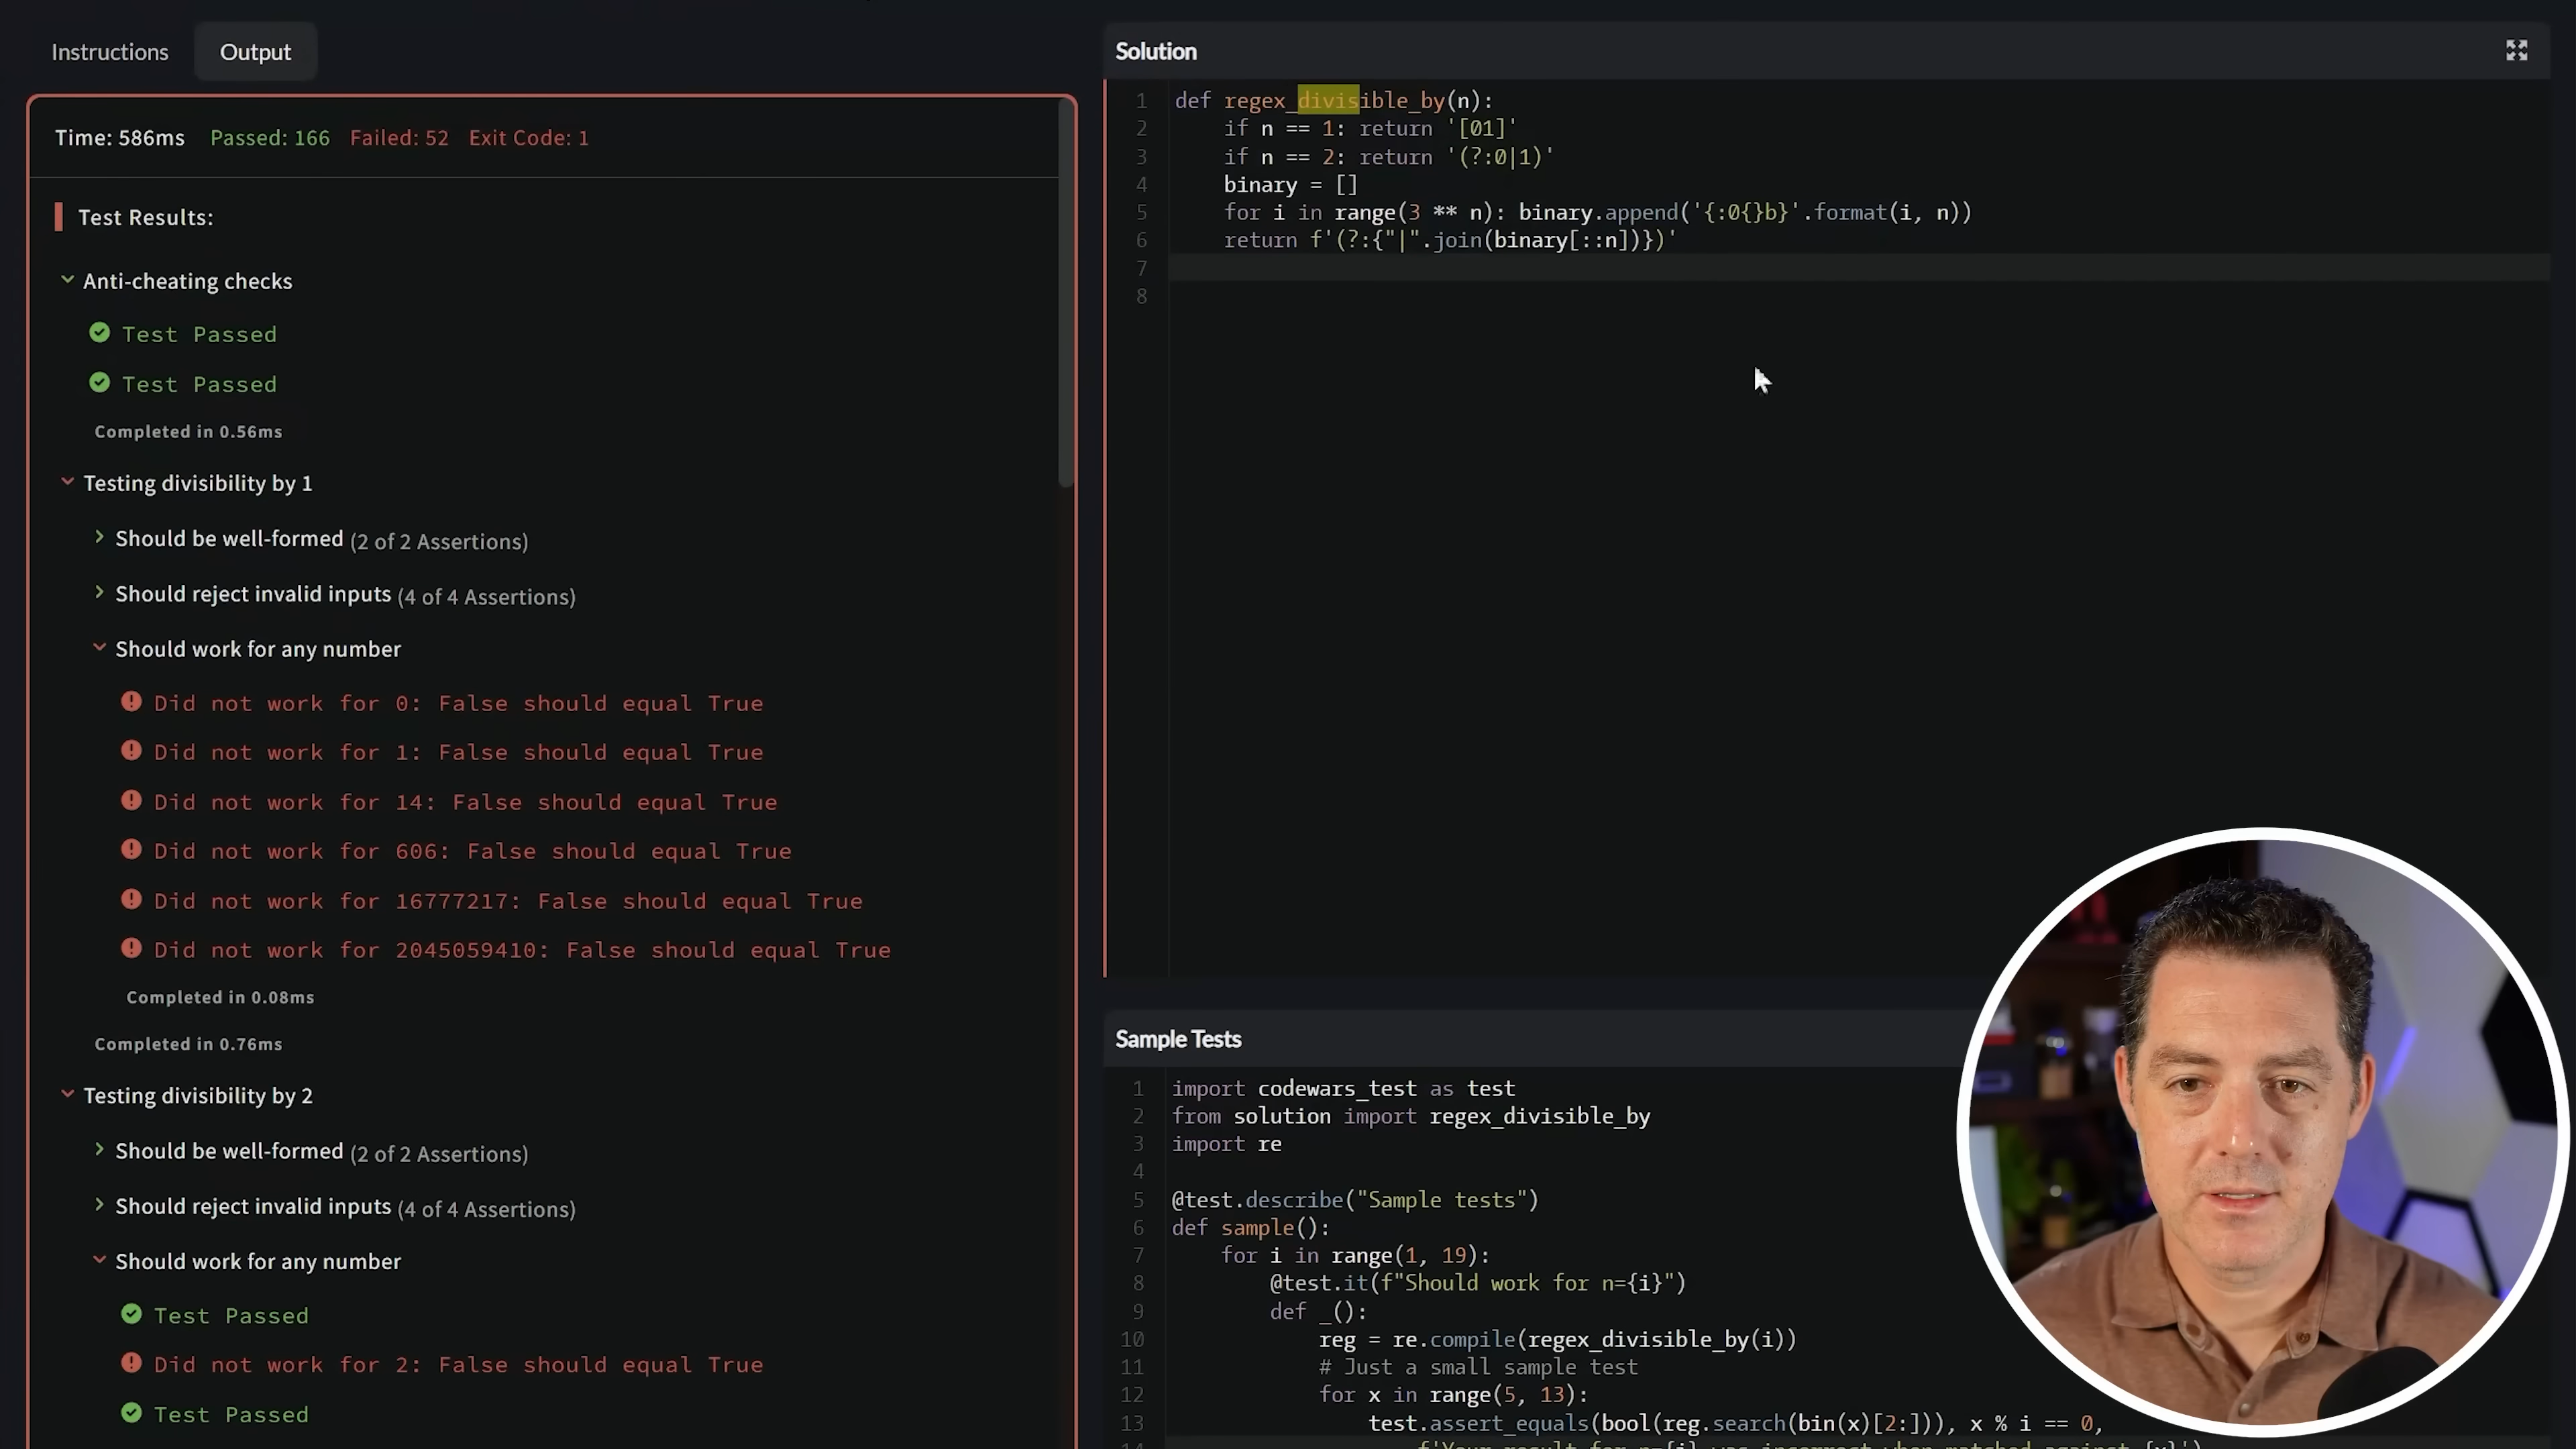 Instructions
Output
Time: 586ms Passed: 166 Failed: 52 Exit Code: 1
Test Results:
Anti-cheating checks
Test Passed
Test Passed
Completed in 0.56ms
Testing divisibility by 1
Should be well-formed (2 of 2 Assertions)
Should reject invalid inputs (4 of 4 Assertions)
Should work for any number
Did not work for 0: False should equal True
Did not work for 1: False should equal True
Did not work for 14: False should equal True
Did not work for 606: False should equal True
Did not work for 16777217: False should equal True
Did not work for 2045059410: False should equal True
Completed in 0.08ms
Completed in 0.76ms
Testing divisibility by 2
Should be well-formed (2 of 2 Assertions)
Should reject invalid inputs (4 of 4 Assertions)
Should work for any number
Test Passed
Did not work for 2: False should equal True
Test Passed
Solution
1 def regex_divisible_by(n):
2 if n == 1: return '[01]'
3 if n == 2: return '(?:0|1)'
4 binary = []
5 for i in range(3 ** n): binary.append('{:0{}b}'.format(i, n))
6 return f'(?:{"|".join(binary[::n])})'
7
8
Sample Tests
1 import codewars_test as test
2 from solution import regex_divisible_by
3 import re
4
5 @test.describe("Sample tests")
6 def sample():
7 for i in range(1, 19):
8 @test.it(f"Should work for n={i}")
9 def _():
10 reg = re.compile(regex_divisible_by(i))
11 # Just a small sample test
12 for x in range(5, 13):
13 test.assert_equals(bool(reg.search(bin(x)[2:])), x % i == 0,